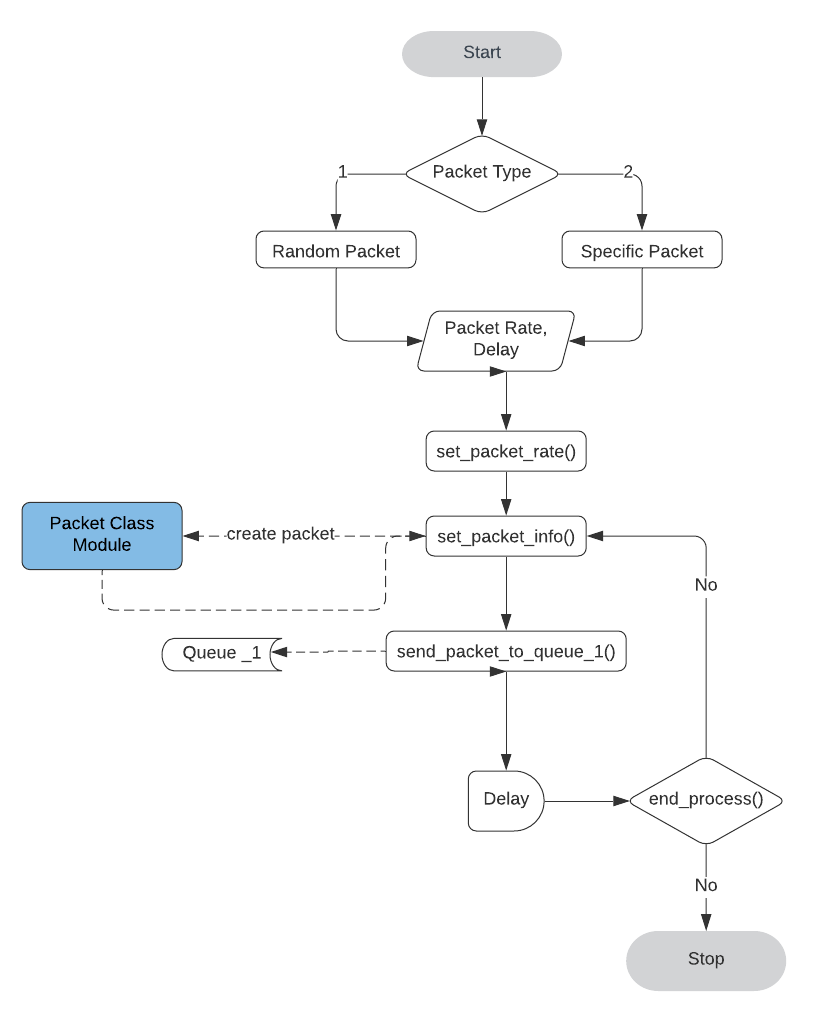 Start
Packet Type
1
2
Random Packet
Specific Packet
Packet Rate,
Delay
set_packet_rate()
Packet Class
Module
create packet
set_packet_info()
No
Queue _1
send_packet_to_queue_1()
Delay
end_process()
No
Stop